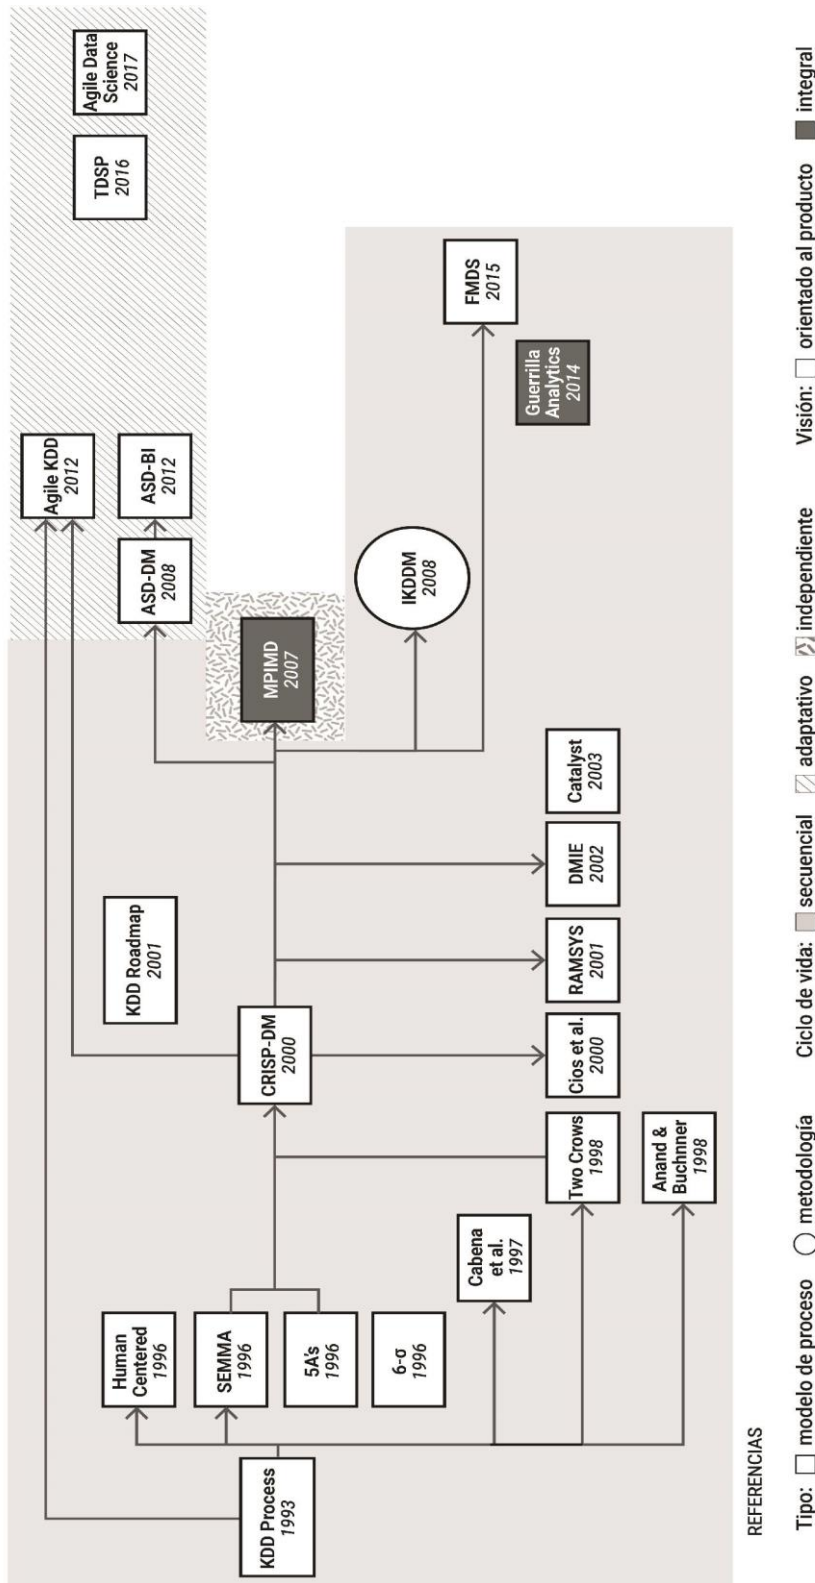 KDD Process
1993
Human
Centered
1996
SEMMA
1996
5A's
1996
6-σ
1996
Cabena
et al.
1997
Two Crows
1998
Anand &
Buchnner
1998
CRISP-DM
2000
Cios et al.
2000
KDD Roadmap
2001
RAMSYS
2001
DMIE
2002
Catalyst
2003
MPIMD
2007
ASD-DM
2008
IKDDM
2008
Agile KDD
2012
ASD-BI
2012
Guerrilla
Analytics
2014
FMDS
2015
TDSP
2016
Agile Data
Science
2017
REFERENCIAS
Tipo: modelo de proceso metodología Ciclo de vida: secuencial adaptativo independiente Visión: orientado al producto integral